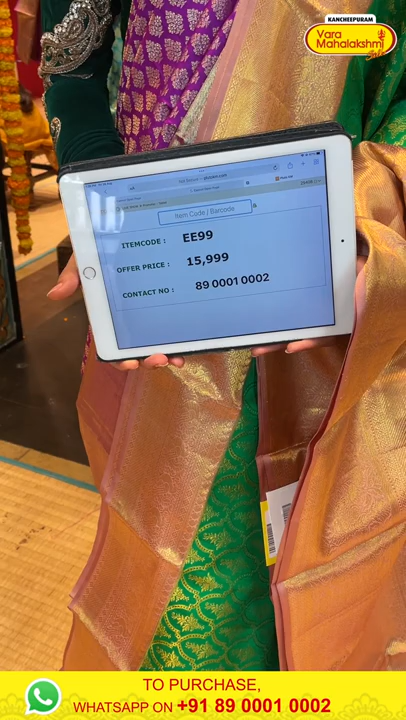 KANCHEEPURAM
Vara
Mahalakshmi
Silks
Item Code / Barcode
ITEMCODE : EE99
OFFER PRICE : 15,999
CONTACT NO : 89 0001 0002
TO PURCHASE,
WHATSAPP ON +91 89 0001 0002